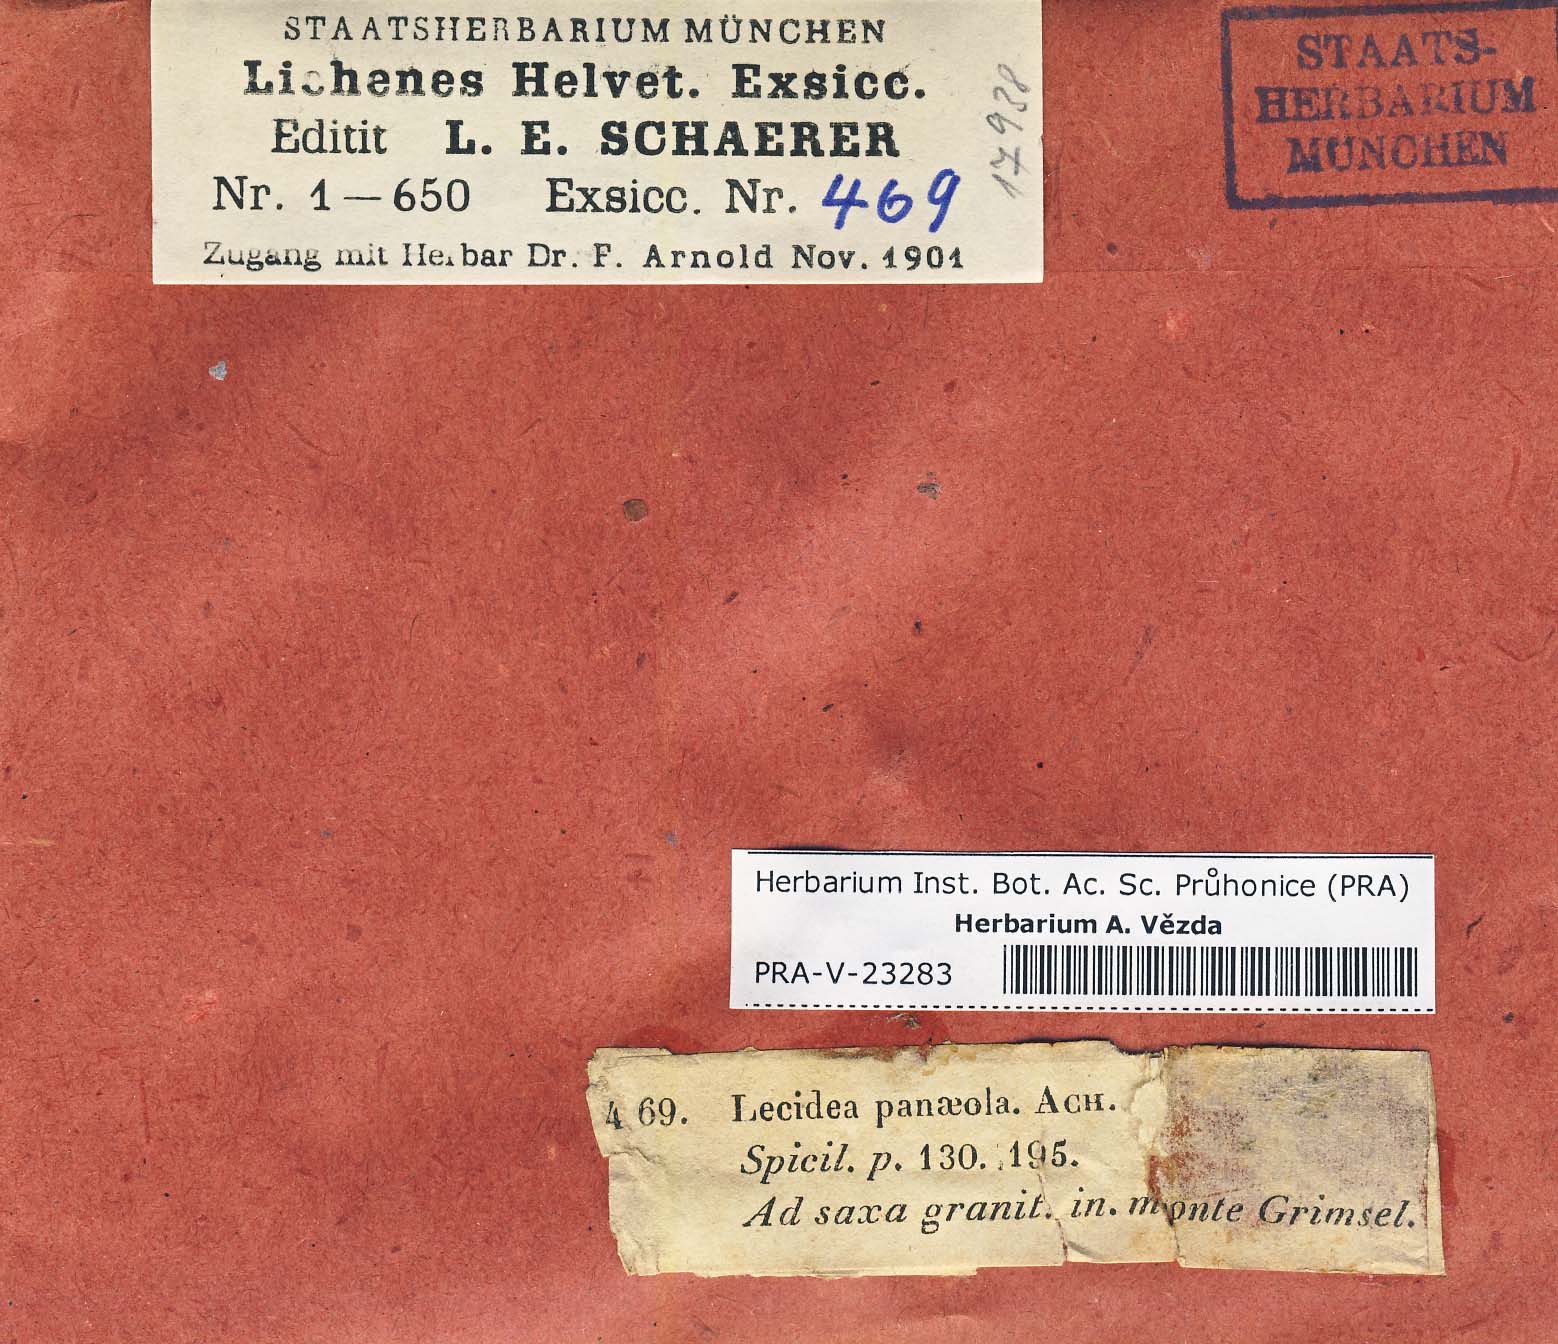 STAATSHERBARIUM MÜNCHEN
Lichenes Helvet. Exsicc.
Editit L. E. SCHAERER
Nr. 1—650 Exsicc. Nr. 469
Zugang mit Herbar Dr. F. Arnold Nov. 1901
17938
STAATS-
HERBARIUM
MÜNCHEN
Herbarium Inst. Bot. Ac. Sc. Průhonice (PRA)
Herbarium A. Vězda
PRA-V-23283
469. Lecidea panæola. ACH.
Spicil. p. 130. 195.
Ad saxa granit. in. monte Grimsel.